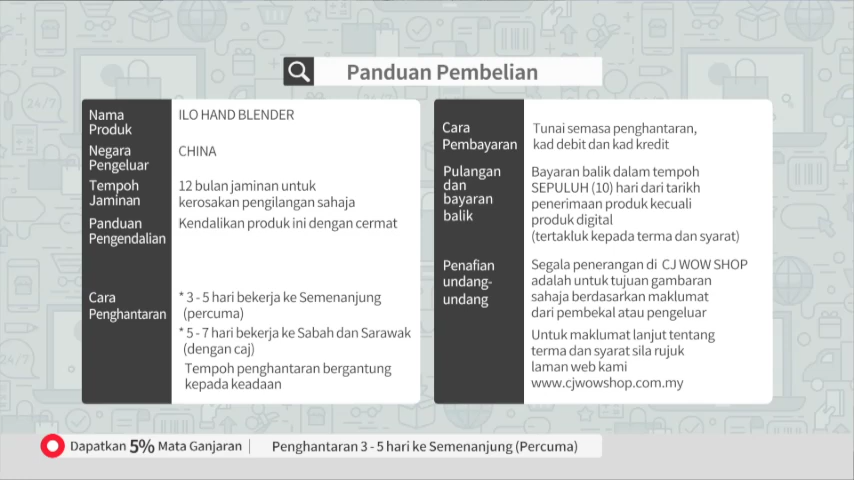 Panduan Pembelian
Nama
Produk
ILO HAND BLENDER
Negara
Pengeluar
CHINA
Tempoh
Jaminan
12 bulan jaminan untuk
kerosakan pengilangan sahaja
Panduan
Pengendalian
Kendalikan produk ini dengan cermat
Cara
Penghantaran
* 3 - 5 hari bekerja ke Semenanjung
(percuma)
* 5 - 7 hari bekerja ke Sabah dan Sarawak
(dengan caj)
Tempoh penghantaran bergantung
kepada keadaan
Cara
Pembayaran
Tunai semasa penghantaran,
kad debit dan kad kredit
Pulangan
dan
bayaran
balik
Bayaran balik dalam tempoh
SEPULUH (10) hari dari tarikh
penerimaan produk kecuali
produk digital
(tertakluk kepada terma dan syarat)
Penafian
undang-
undang
Segala penerangan di CJ WOW SHOP
adalah untuk tujuan gambaran
sahaja berdasarkan maklumat
dari pembekal atau pengeluar
Untuk maklumat lanjut tentang
terma dan syarat sila rujuk
laman web kami
www.cjwowshop.com.my
24/7
24/7
Dapatkan 5% Mata Ganjaran | Penghantaran 3 - 5 hari ke Semenanjung (Percuma)